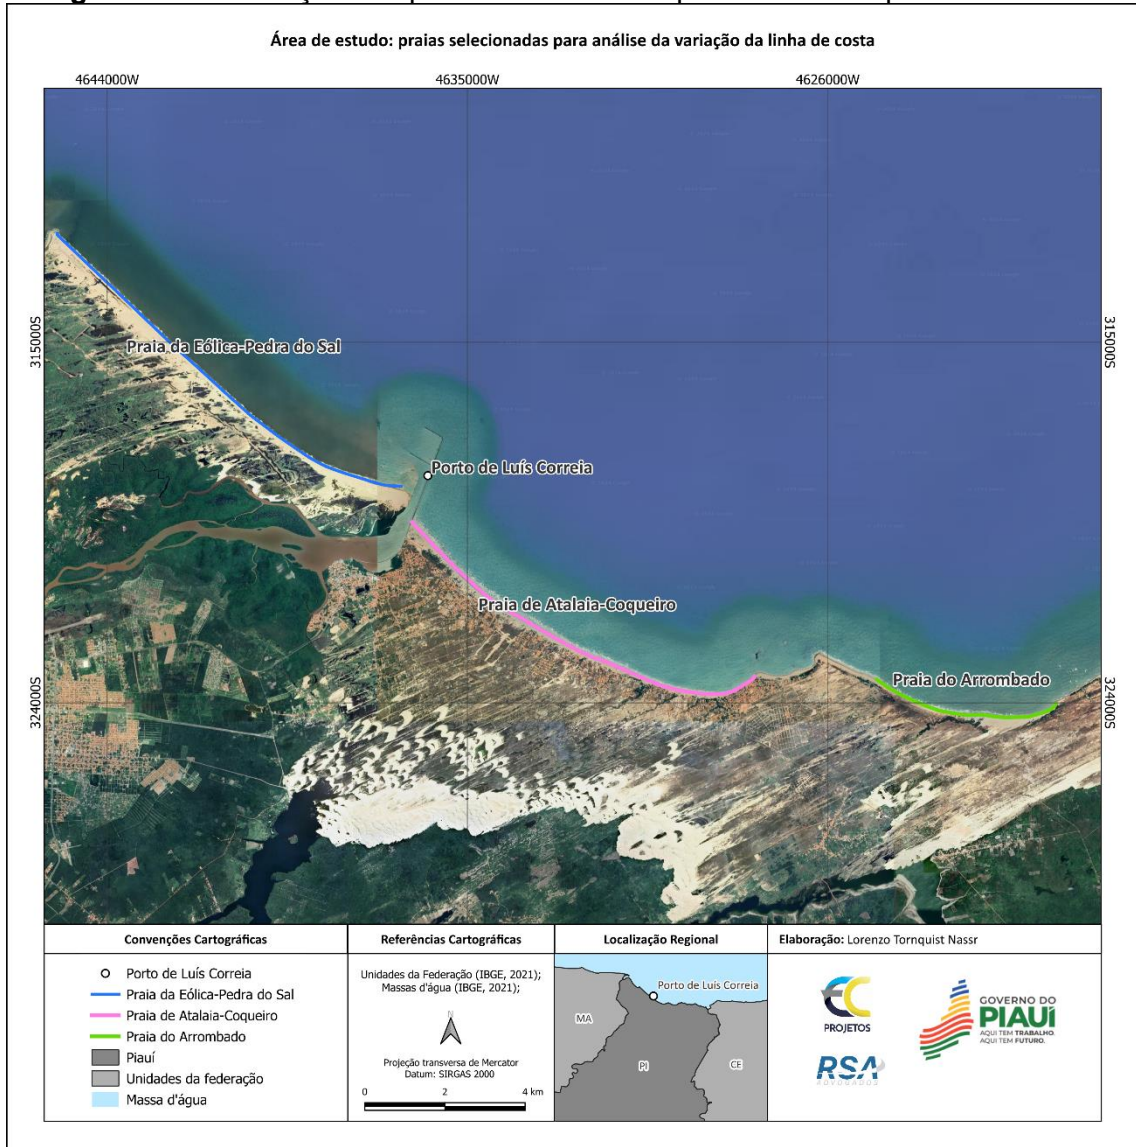 Área de estudo: praias selecionadas para análise da variação da linha de costa
4644000W
4635000W
4626000W
3150000S
3150000S
Praia da Eólica-Pedra do Sal
Porto de Luís Correia
Praia de Atalaia-Coqueiro
Praia do Arrombado
3240000S
3240000S
Convenções Cartográficas
Porto de Luís Correia
Praia da Eólica-Pedra do Sal
Praia de Atalaia-Coqueiro
Praia do Arrombado
Piauí
Unidades da federação
Massa d'água
Referências Cartográficas
Unidades da Federação (IBGE, 2021);
Massas d'água (IBGE, 2021);
N
Projeção transversa de Mercator
Datum: SIRGAS 2000
0 2 4 km
Localização Regional
Porto de Luís Correia
MA
PI
CE
Elaboração: Lorenzo Tornquist Nassr
EC
PROJETOS
RSA
ADVOGADOS
GOVERNO DO
PIAUÍ
AQUI TEM TRABALHO.
AQUI TEM FUTURO.